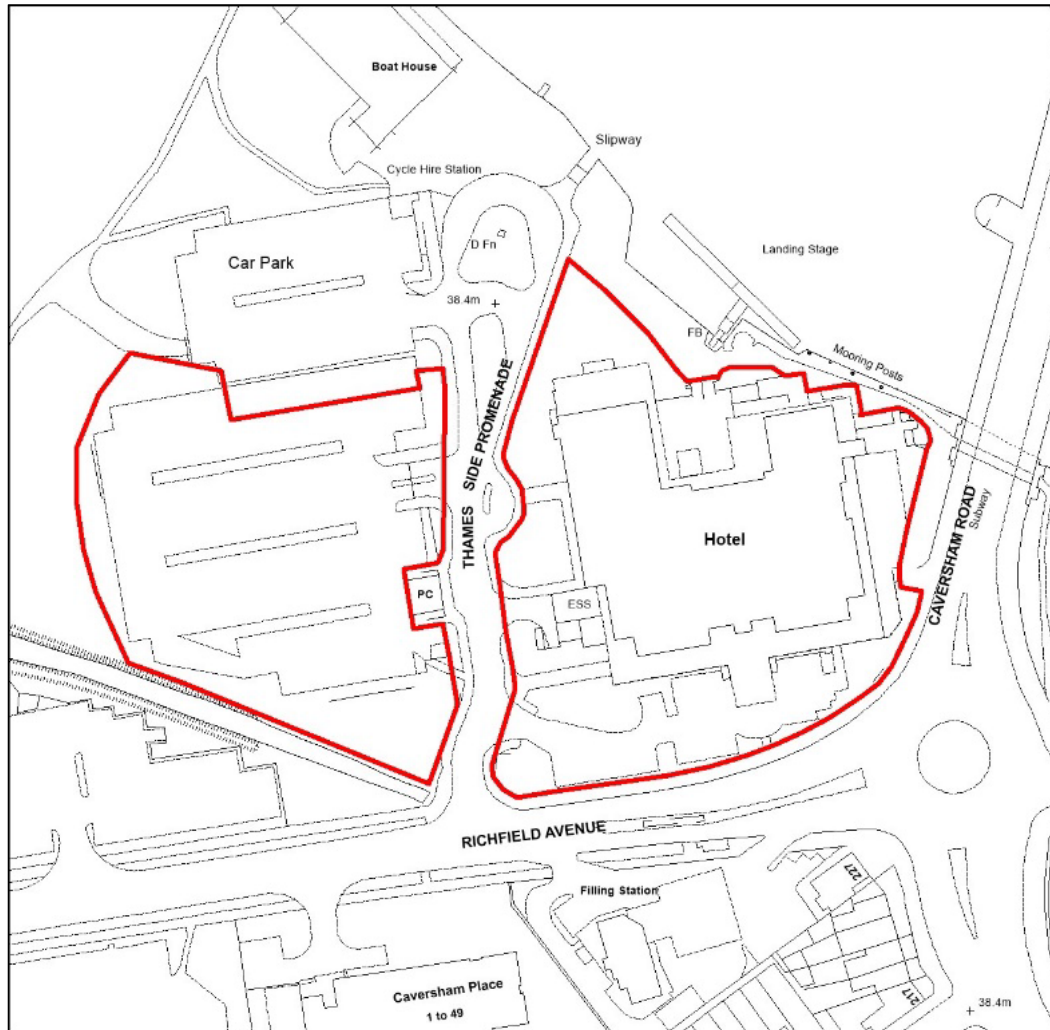 Boat House
Slipway
Cycle Hire Station
D Fn
Landing Stage
Car Park
38.4m
FB
Mooring Posts
THAMES SIDE PROMENADE
CAVERSHAM ROAD
Subway
Hotel
PC
ESS
RICHFIELD AVENUE
Filling Station
227
Caversham Place
1 to 49
217
38.4m